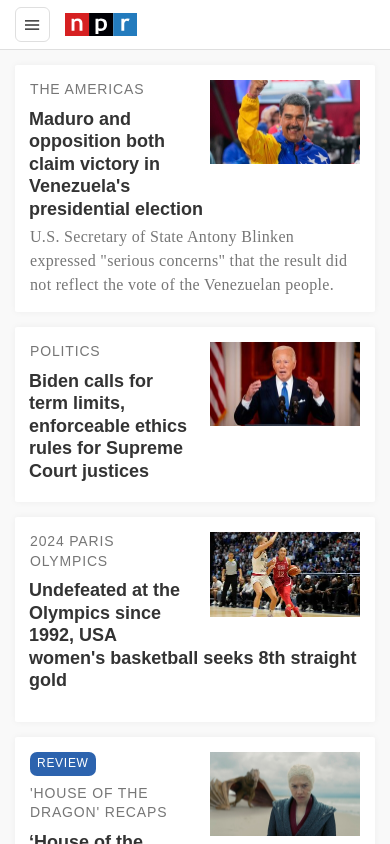 npr
THE AMERICAS
Maduro and
opposition both
claim victory in
Venezuela's
presidential election
U.S. Secretary of State Antony Blinken
expressed "serious concerns" that the result did
not reflect the vote of the Venezuelan people.
POLITICS
Biden calls for
term limits,
enforceable ethics
rules for Supreme
Court justices
2024 PARIS
OLYMPICS
Undefeated at the
Olympics since
1992, USA
women's basketball seeks 8th straight
gold
REVIEW
'HOUSE OF THE
DRAGON' RECAPS
‘House of the